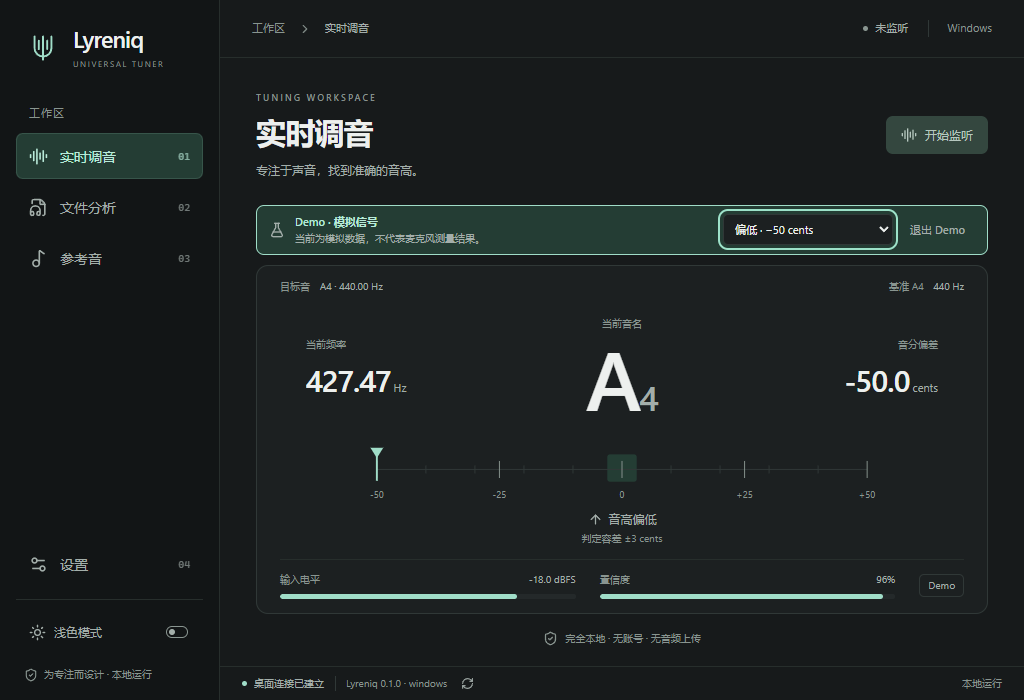 Lyreniq
UNIVERSAL TUNER
工作区
实时调音 01
文件分析 02
参考音 03
设置 04
浅色模式
为专注而设计 · 本地运行
工作区 > 实时调音
未监听
Windows
TUNING WORKSPACE
实时调音
专注于声音，找到准确的音高。
开始监听
Demo · 模拟信号
当前为模拟数据，不代表麦克风测量结果。
偏低 · −50 cents
退出 Demo
目标音 A4 · 440.00 Hz
基准 A4 440 Hz
当前音名
当前频率
音分偏差
427.47 Hz
A4
-50.0 cents
-50 -25 0 +25 +50
音高偏低
判定容差 ±3 cents
输入电平 -18.0 dBFS
置信度 96%
Demo
完全本地 · 无账号 · 无音频上传
桌面连接已建立
Lyreniq 0.1.0 · windows
本地运行